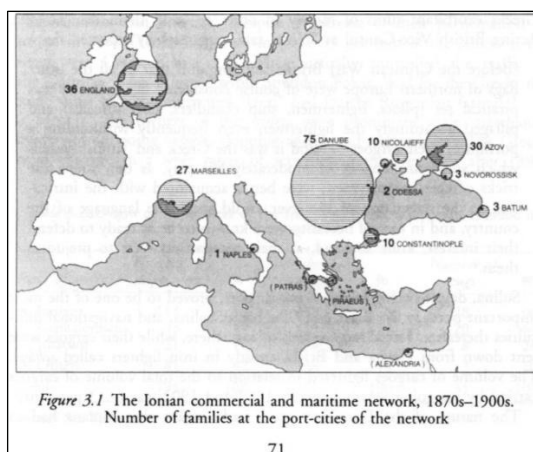 36 ENGLAND
75 DANUBE
10 NICOLAIEFF
30 AZOV
27 MARSEILLES
3 NOVOROSSISK
2 ODESSA
3 BATUM
1 NAPLES
10 CONSTANTINOPLE
( PATRAS )
( PIRAEUS )
( ALEXANDRIA )
Figure 3.1 The Ionian commercial and maritime network, 1870s–1900s.
Number of families at the port-cities of the network
71